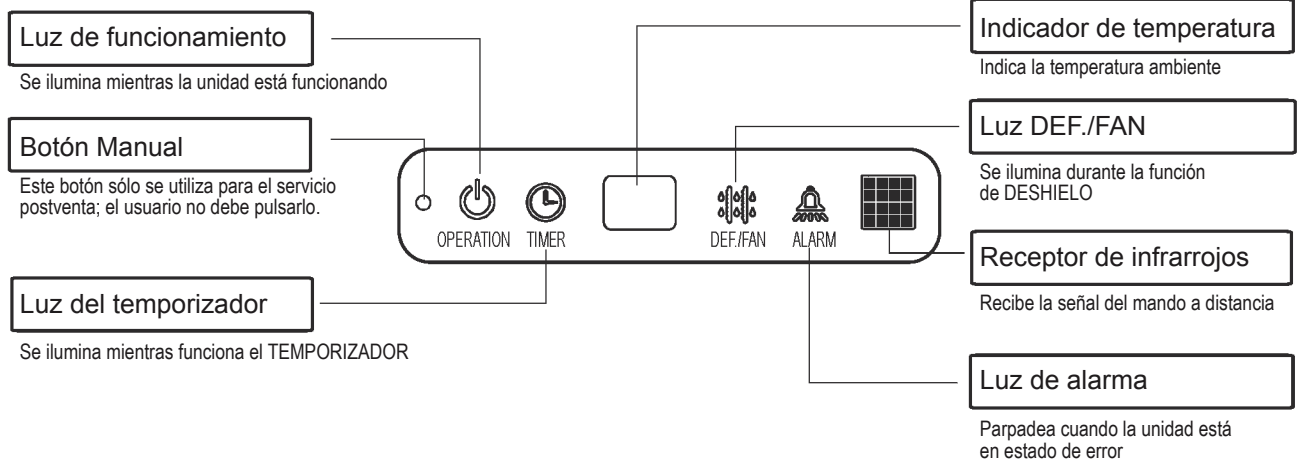 Luz de funcionamiento
Se ilumina mientras la unidad está funcionando
Botón Manual
Este botón sólo se utiliza para el servicio
postventa; el usuario no debe pulsarlo.
Luz del temporizador
Se ilumina mientras funciona el TEMPORIZADOR
OPERATION TIMER DEF./FAN ALARM
Indicador de temperatura
Indica la temperatura ambiente
Luz DEF./FAN
Se ilumina durante la función
de DESHIELO
Receptor de infrarrojos
Recibe la señal del mando a distancia
Luz de alarma
Parpadea cuando la unidad está
en estado de error